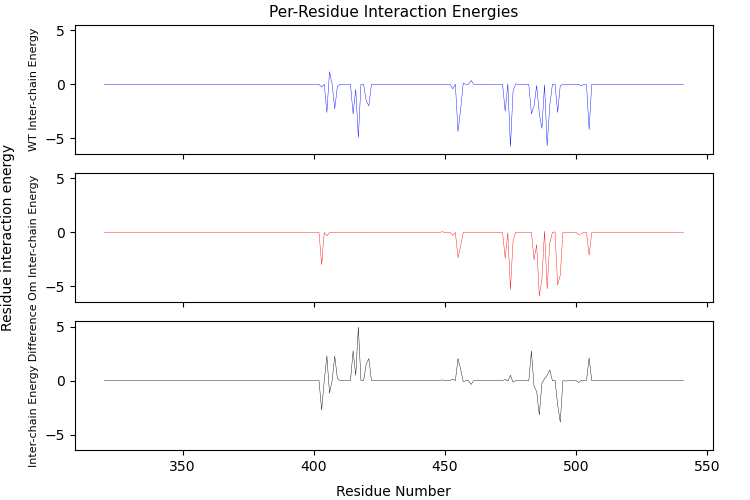 Per-Residue Interaction Energies
Residue interaction energy
WT Inter-chain Energy
5
0
−5
Om Inter-chain Energy
5
0
−5
Inter-chain Energy Difference
5
0
−5
350
400
450
500
550
Residue Number